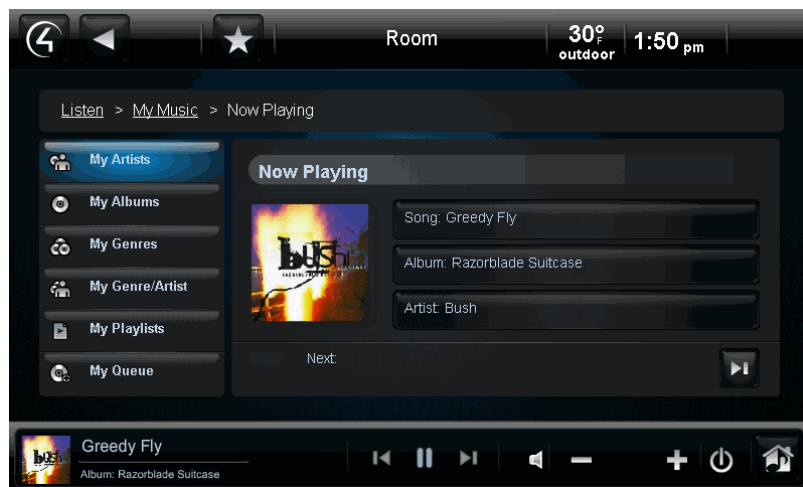 Room
30°F
outdoor
1:50 pm
Listen > My Music > Now Playing
My Artists
My Albums
My Genres
My Genre/Artist
My Playlists
My Queue
Now Playing
bush
Song: Greedy Fly
Album: Razorblade Suitcase
Artist: Bush
Next:
bush
Greedy Fly
Album: Razorblade Suitcase